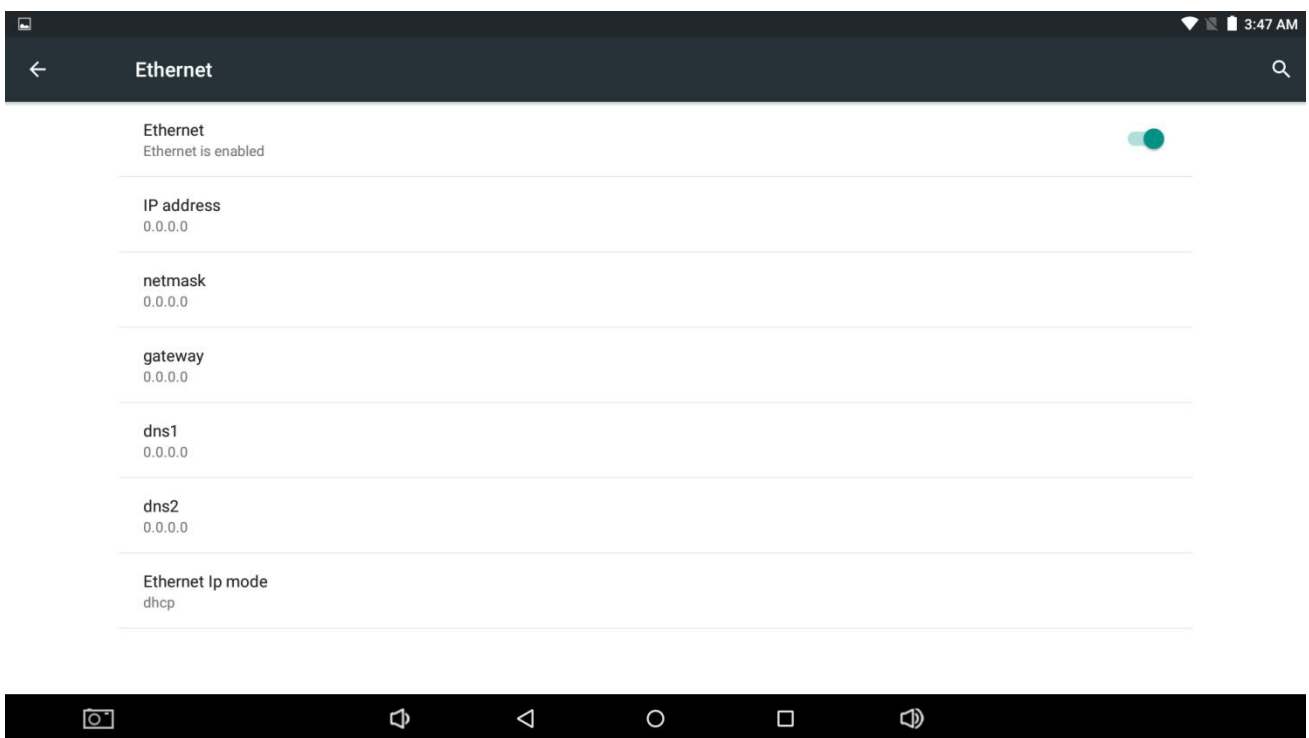 3:47 AM
Ethernet
Ethernet
Ethernet is enabled
IP address
0.0.0.0
netmask
0.0.0.0
gateway
0.0.0.0
dns1
0.0.0.0
dns2
0.0.0.0
Ethernet Ip mode
dhcp